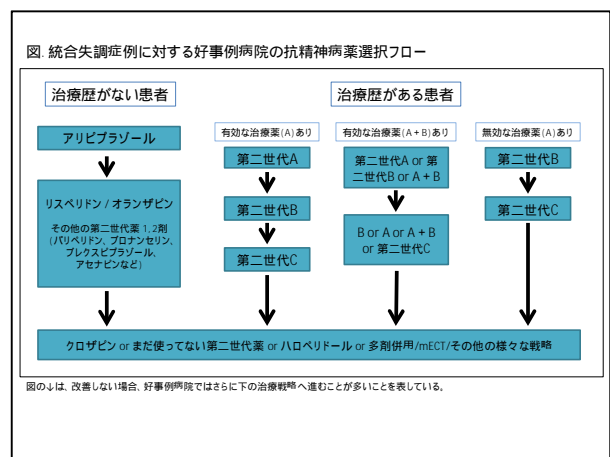 図. 統合失調症例に対する好事例病院の抗精神病薬選択フロー
治療歴がない患者
治療歴がある患者
アリピプラゾール
リスペリドン / オランザピン
その他の第二世代薬 1, 2剤
(パリペリドン、ブロナンセリン、
ブレクスピプラゾール、
アセナピンなど)
有効な治療薬(A)あり
第二世代A
第二世代B
第二世代C
有効な治療薬(A + B)あり
第二世代A or 第
二世代B or A + B
B or A or A + B
or 第二世代C
無効な治療薬(A)あり
第二世代B
第二世代C
クロザピン or まだ使ってない第二世代薬 or ハロペリドール or 多剤併用/mECT/その他の様々な戦略
図の↓は、改善しない場合、好事例病院ではさらに下の治療戦略へ進むことが多いことを表している。